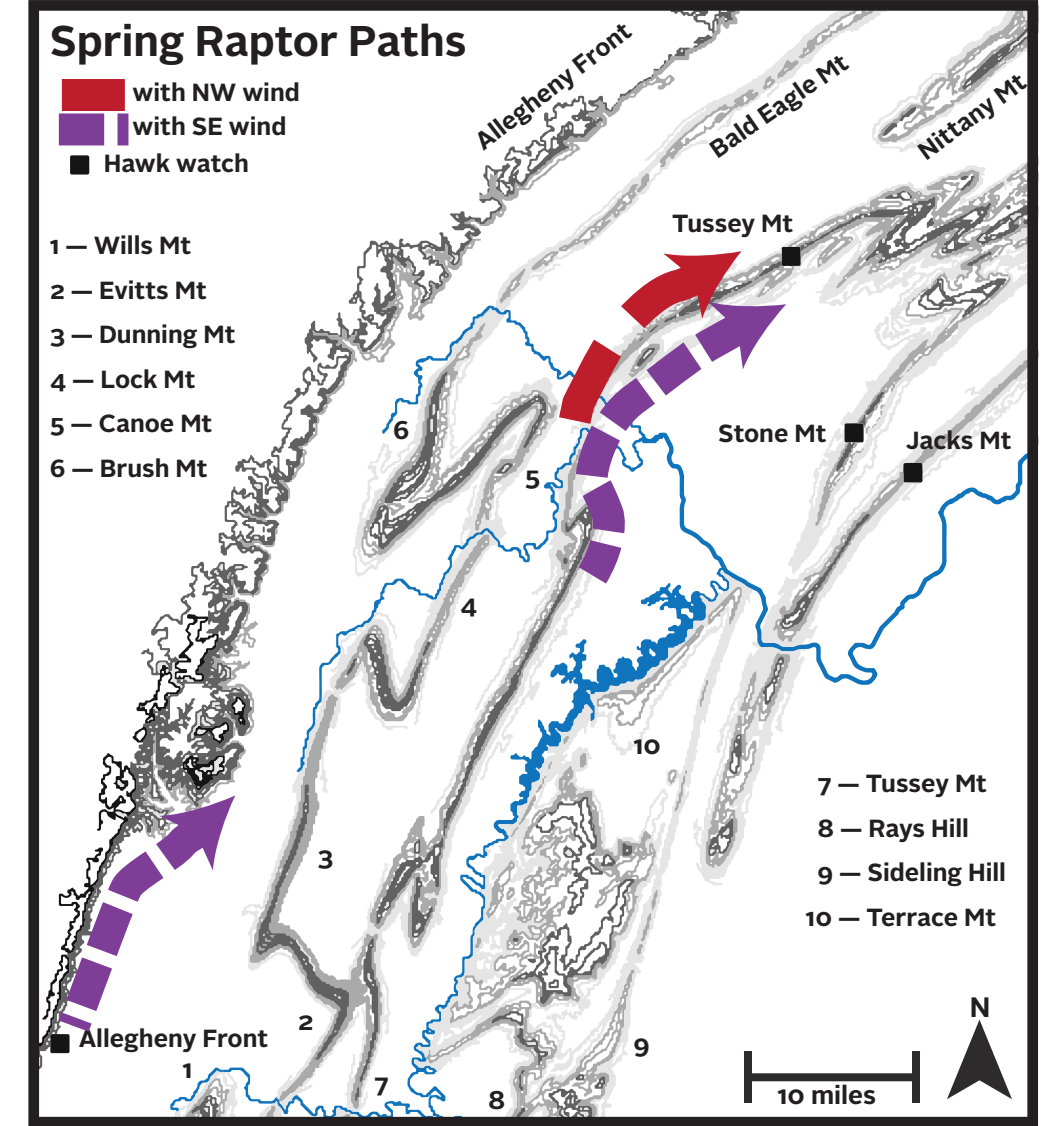 Spring Raptor Paths
with NW wind
with SE wind
Hawk watch
Allegheny Front
Bald Eagle Mt
Nittany Mt
1 — Wills Mt
2 — Evitts Mt
3 — Dunning Mt
4 — Lock Mt
5 — Canoe Mt
6 — Brush Mt
Tussey Mt
6
5
Stone Mt
Jacks Mt
4
10
3
7 — Tussey Mt
8 — Rays Hill
9 — Sideling Hill
10 — Terrace Mt
2
Allegheny Front
1
7
8
9
N
10 miles